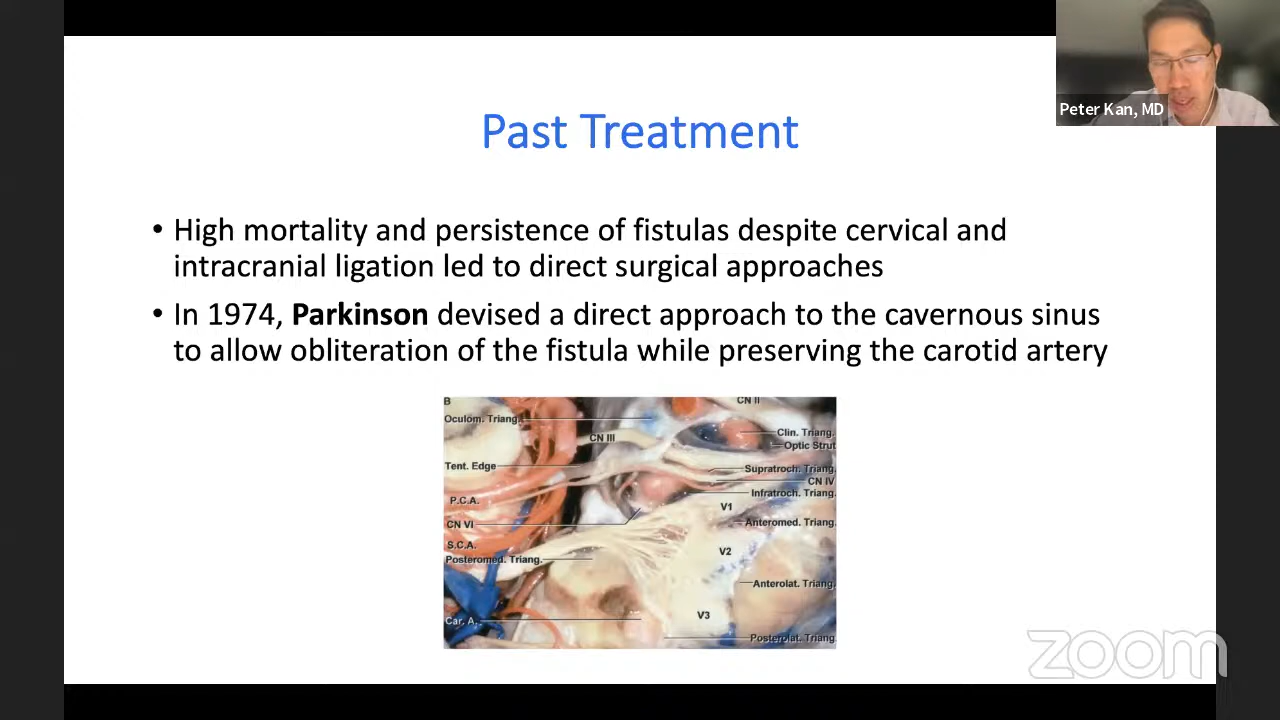 Peter Kan, MD
Past Treatment
• High mortality and persistence of fistulas despite cervical and
intracranial ligation led to direct surgical approaches
• In 1974, Parkinson devised a direct approach to the cavernous sinus
to allow obliteration of the fistula while preserving the carotid artery
B
CN II
Oculom. Triang.
Clin. Triang.
CN III
Optic Strut
Tent. Edge
Supratroch. Triang.
CN IV
Infratroch. Triang.
P.C.A.
V1
CN VI
Anteromed. Triang.
S.C.A.
V2
Posteromed. Triang.
Anterolat. Triang.
V3
Car. A.
Posterolat. Triang.
zoom